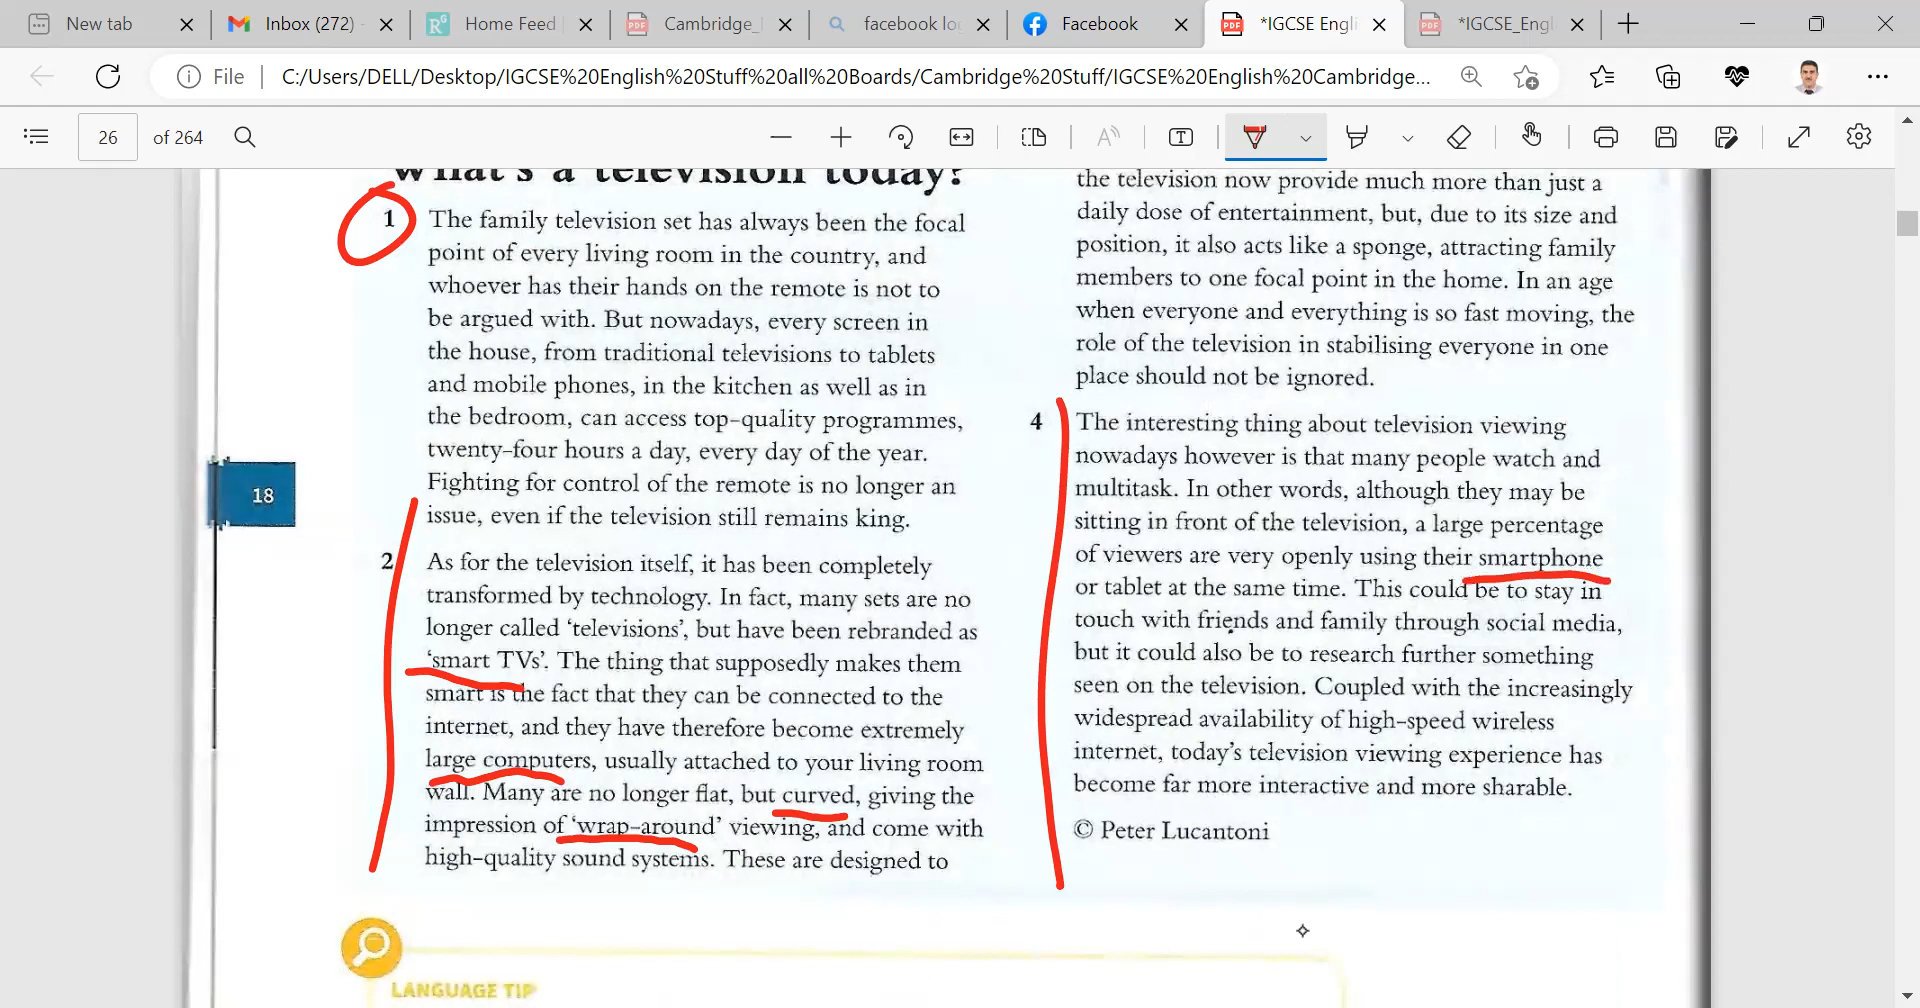 New tab
Inbox (272)
Home Feed
Cambridge_
facebook lo
Facebook
*IGCSE Engli
*IGCSE_Engl
File
C:/Users/DELL/Desktop/IGCSE%20English%20Stuff%20all%20Boards/Cambridge%20Stuff/IGCSE%20English%20Cambridge...
26
of 264
What's a television today?
1
The family television set has always been the focal
point of every living room in the country, and
whoever has their hands on the remote is not to
be argued with. But nowadays, every screen in
the house, from traditional televisions to tablets
and mobile phones, in the kitchen as well as in
the bedroom, can access top-quality programmes,
twenty-four hours a day, every day of the year.
Fighting for control of the remote is no longer an
issue, even if the television still remains king.
18
2
As for the television itself, it has been completely
transformed by technology. In fact, many sets are no
longer called 'televisions', but have been rebranded as
'smart TVs'. The thing that supposedly makes them
smart is the fact that they can be connected to the
internet, and they have therefore become extremely
large computers, usually attached to your living room
wall. Many are no longer flat, but curved, giving the
impression of 'wrap-around' viewing, and come with
high-quality sound systems. These are designed to
the television now provide much more than just a
daily dose of entertainment, but, due to its size and
position, it also acts like a sponge, attracting family
members to one focal point in the home. In an age
when everyone and everything is so fast moving, the
role of the television in stabilising everyone in one
place should not be ignored.
4
The interesting thing about television viewing
nowadays however is that many people watch and
multitask. In other words, although they may be
sitting in front of the television, a large percentage
of viewers are very openly using their smartphone
or tablet at the same time. This could be to stay in
touch with friends and family through social media,
but it could also be to research further something
seen on the television. Coupled with the increasingly
widespread availability of high-speed wireless
internet, today's television viewing experience has
become far more interactive and more sharable.
© Peter Lucantoni
LANGUAGE TIP